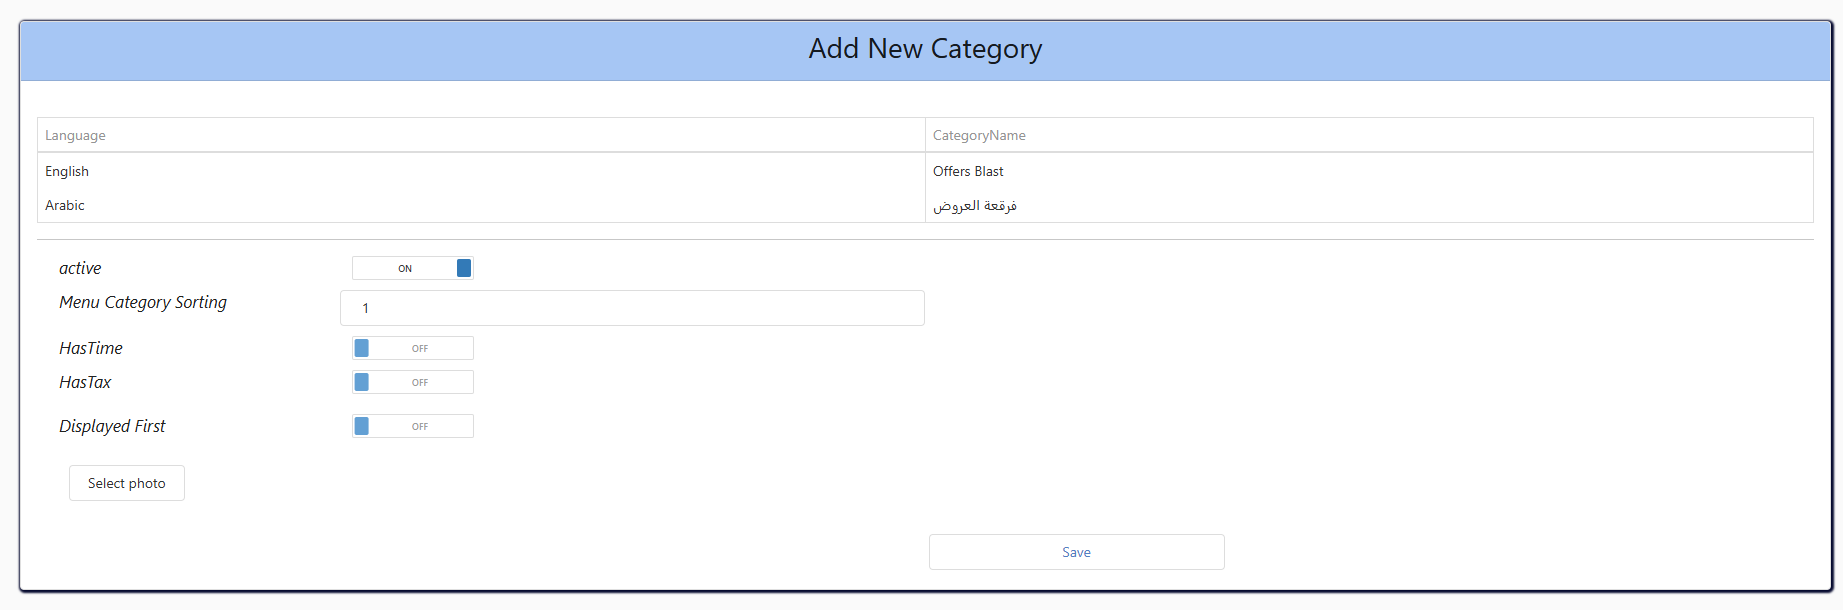 Add New Category
Language CategoryName
English Offers Blast
Arabic فرقعة العروض
active ON
Menu Category Sorting 1
HasTime OFF
HasTax OFF
Displayed First OFF
Select photo
Save